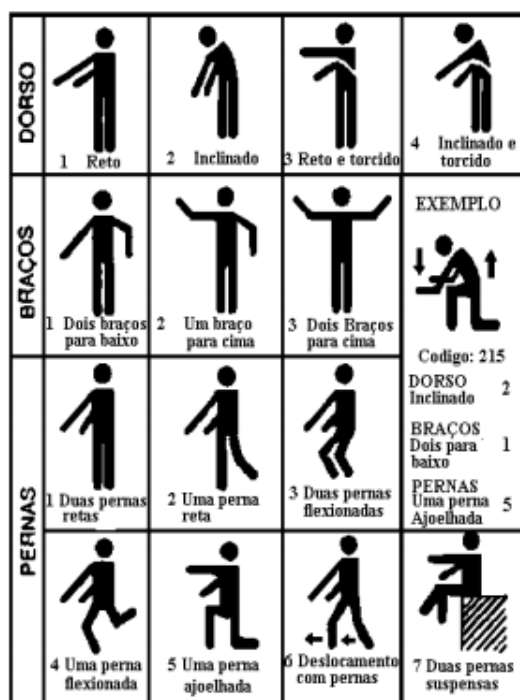 DORSO
1 Reto
2 Inclinado
3 Reto e torcido
4 Inclinado e
torcido
BRAÇOS
1 Dois braços
para baixo
2 Um braço
para cima
3 Dois Braços
para cima
EXEMPLO
Codigo: 215
DORSO 2
Inclinado
BRAÇOS
Dois para 1
baixo
PERNAS
Uma perna 5
Ajoelhada
PERNAS
1 Duas pernas
retas
2 Uma perna
reta
3 Duas pernas
flexionadas
4 Uma perna
flexionada
5 Uma perna
ajoelhada
6 Deslocamento
com pernas
7 Duas pernas
suspensas